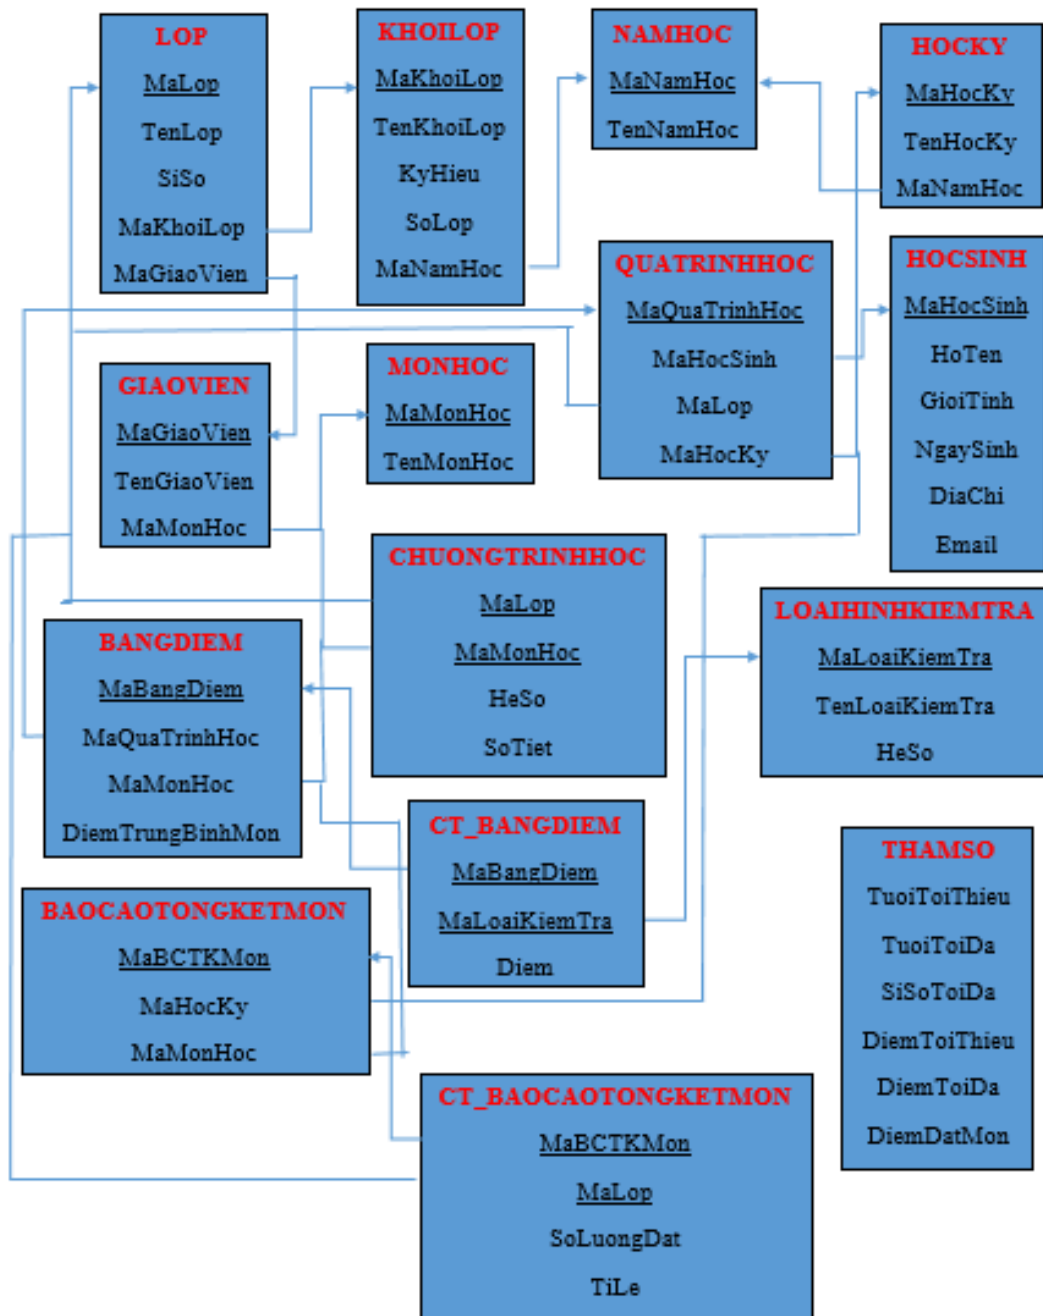 LOP
MaLop
TenLop
SiSo
MaKhoiLop
MaGiaoVien
KHOILOP
MaKhoiLop
TenKhoiLop
KyHieu
SoLop
MaNamHoc
NAMHOC
MaNamHoc
TenNamHoc
HOCKY
MaHocKy
TenHocKy
MaNamHoc
QUATRINHHOC
MaQuaTrinhHoc
MaHocSinh
MaLop
MaHocKy
HOCSINH
MaHocSinh
HoTen
GioiTinh
NgaySinh
DiaChi
Email
GIAOVIEN
MaGiaoVien
TenGiaoVien
MaMonHoc
MONHOC
MaMonHoc
TenMonHoc
CHUONGTRINHHOC
MaLop
MaMonHoc
HeSo
SoTiet
LOAIHINHKIEMTRA
MaLoaiKiemTra
TenLoaiKiemTra
HeSo
BANGDIEM
MaBangDiem
MaQuaTrinhHoc
MaMonHoc
DiemTrungBinhMon
CT_BANGDIEM
MaBangDiem
MaLoaiKiemTra
Diem
THAMSO
TuoiToiThieu
TuoiToiDa
SiSoToiDa
DiemToiThieu
DiemToiDa
DiemDatMon
BAOCAOTONGKETMON
MaBCTKMon
MaHocKy
MaMonHoc
CT_BAOCAOTONGKETMON
MaBCTKMon
MaLop
SoLuongDat
TiLe